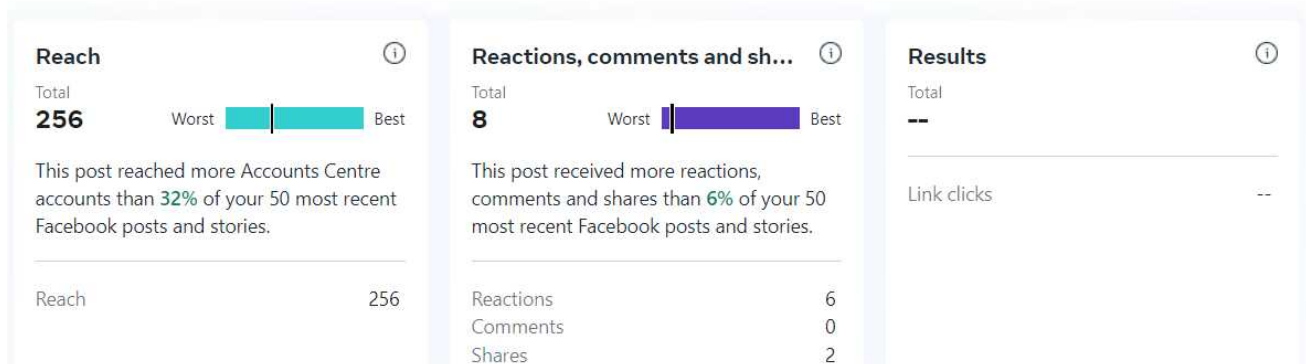 Reach
Total
256
Worst
Best
This post reached more Accounts Centre
accounts than 32% of your 50 most recent
Facebook posts and stories.
Reach 256
Reactions, comments and sh...
Total
8
Worst
Best
This post received more reactions,
comments and shares than 6% of your 50
most recent Facebook posts and stories.
Reactions 6
Comments 0
Shares 2
Results
Total
--
Link clicks --